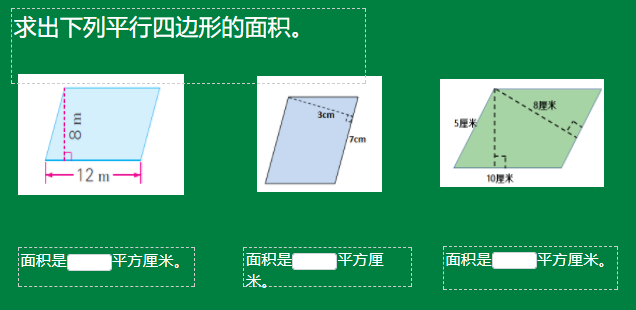 求出下列平行四边形的面积。
8 m
12 m
3cm
7cm
8厘米
5厘米
10厘米
面积是 平方厘米。
面积是 平方厘
米。
面积是 平方厘米。